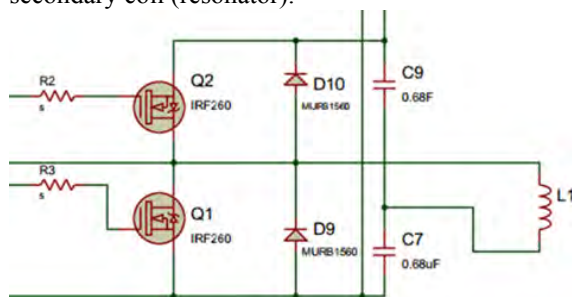 secondary coil (resonator).
R2
s
Q2
IRF260
D10
MURB1560
C9
0.68F
R3
s
Q1
IRF260
D9
MURB1560
C7
0.68uF
L1